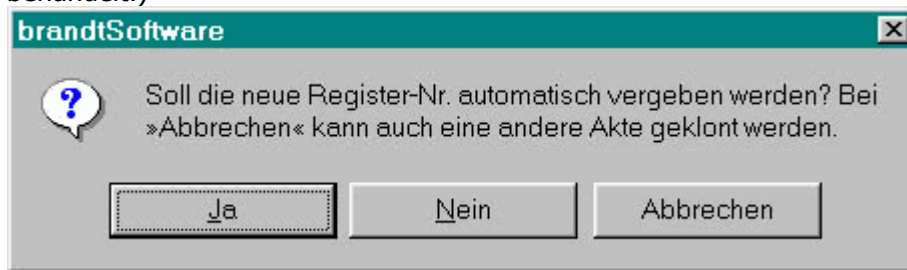 brandtSoftware
Soll die neue Register-Nr. automatisch vergeben werden? Bei
»Abbrechen« kann auch eine andere Akte geklont werden.
Ja
Nein
Abbrechen